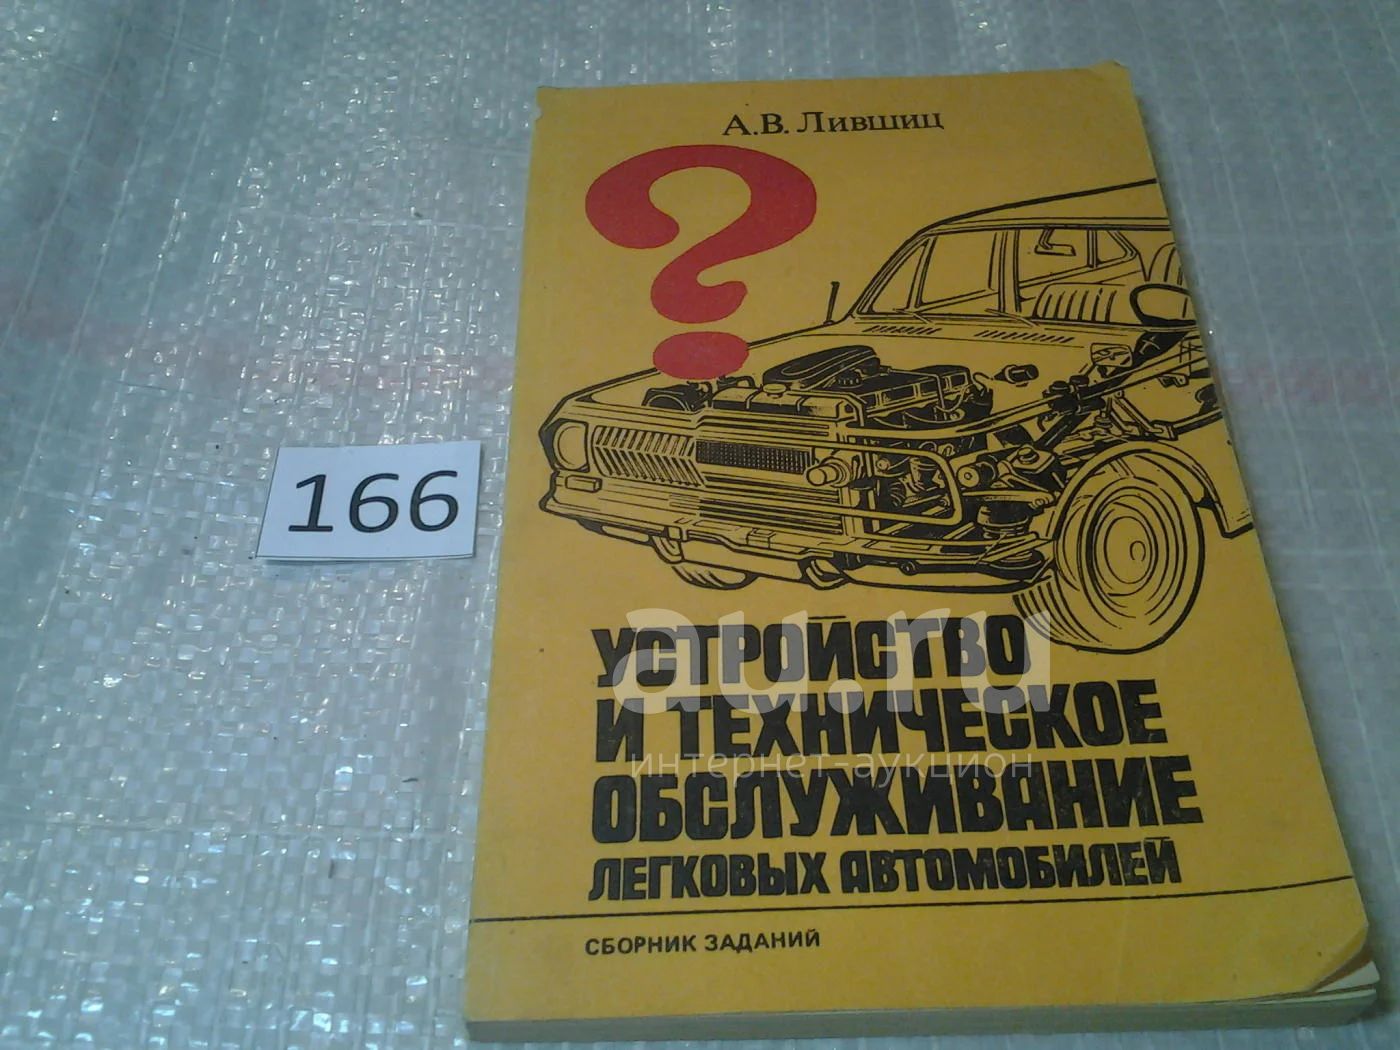 А.В. Лившиц
?
166
УСТРОЙСТВО
И ТЕХНИЧЕСКОЕ
ОБСЛУЖИВАНИЕ
ЛЕГКОВЫХ АВТОМОБИЛЕЙ
СБОРНИК ЗАДАНИЙ
au.ru
интернет-аукцион